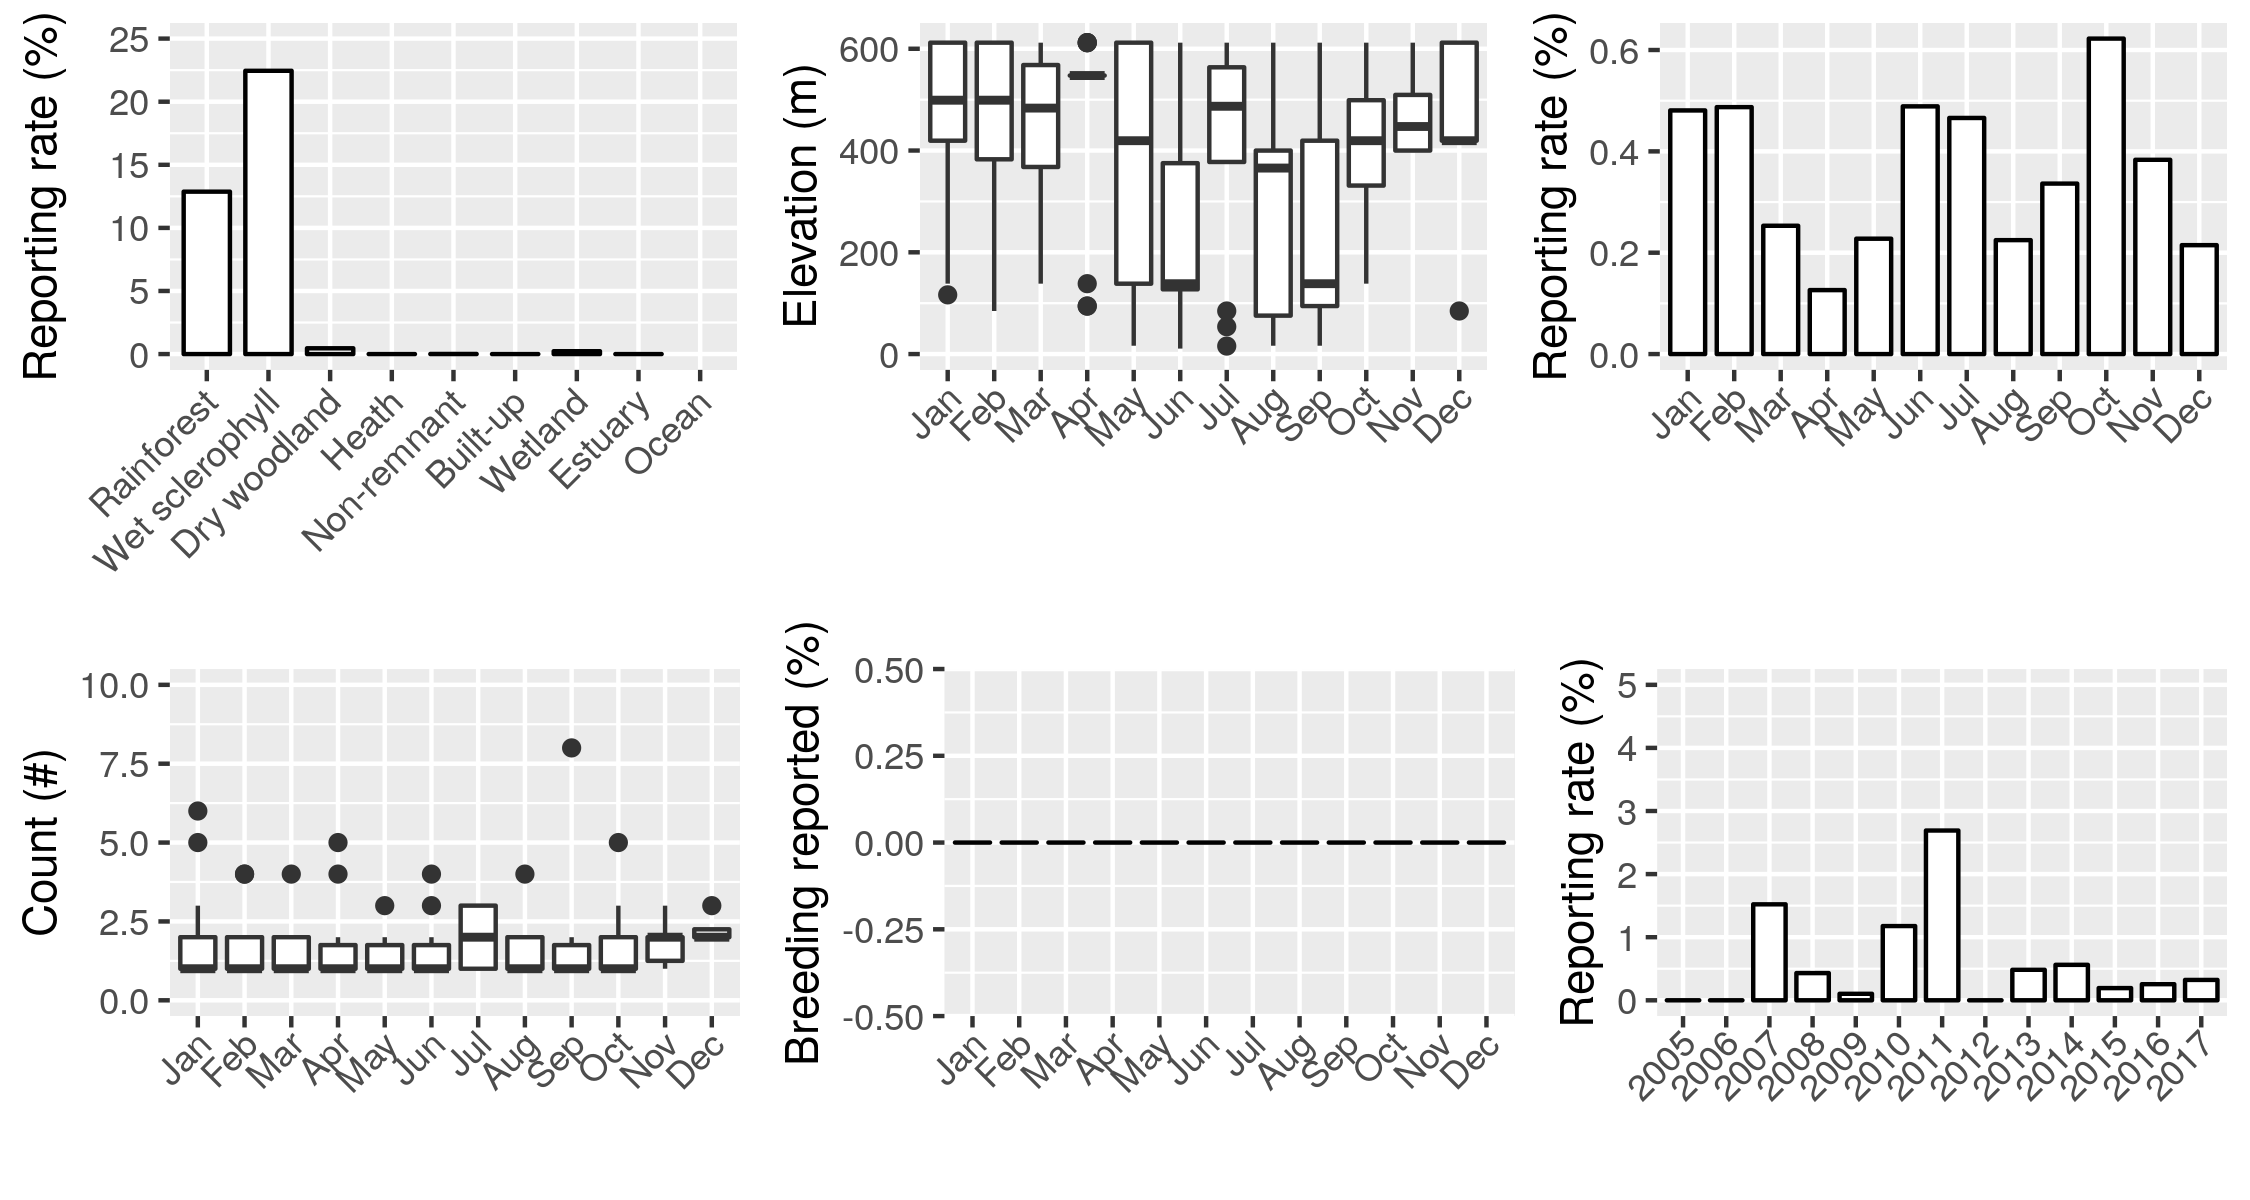 Reporting rate (%)
25
20
15
10
5
0
Rainforest
Wet sclerophyll
Dry woodland
Heath
Non-remnant
Built-up
Wetland
Estuary
Ocean
Elevation (m)
600
400
200
0
Jan
Feb
Mar
Apr
May
Jun
Jul
Aug
Sep
Oct
Nov
Dec
Reporting rate (%)
0.6
0.4
0.2
0.0
Jan
Feb
Mar
Apr
May
Jun
Jul
Aug
Sep
Oct
Nov
Dec
Count (#)
10.0
7.5
5.0
2.5
0.0
Jan
Feb
Mar
Apr
May
Jun
Jul
Aug
Sep
Oct
Nov
Dec
Breeding reported (%)
0.50
0.25
0.00
-0.25
-0.50
Jan
Feb
Mar
Apr
May
Jun
Jul
Aug
Sep
Oct
Nov
Dec
Reporting rate (%)
5
4
3
2
1
0
2005
2006
2007
2008
2009
2010
2011
2012
2013
2014
2015
2016
2017